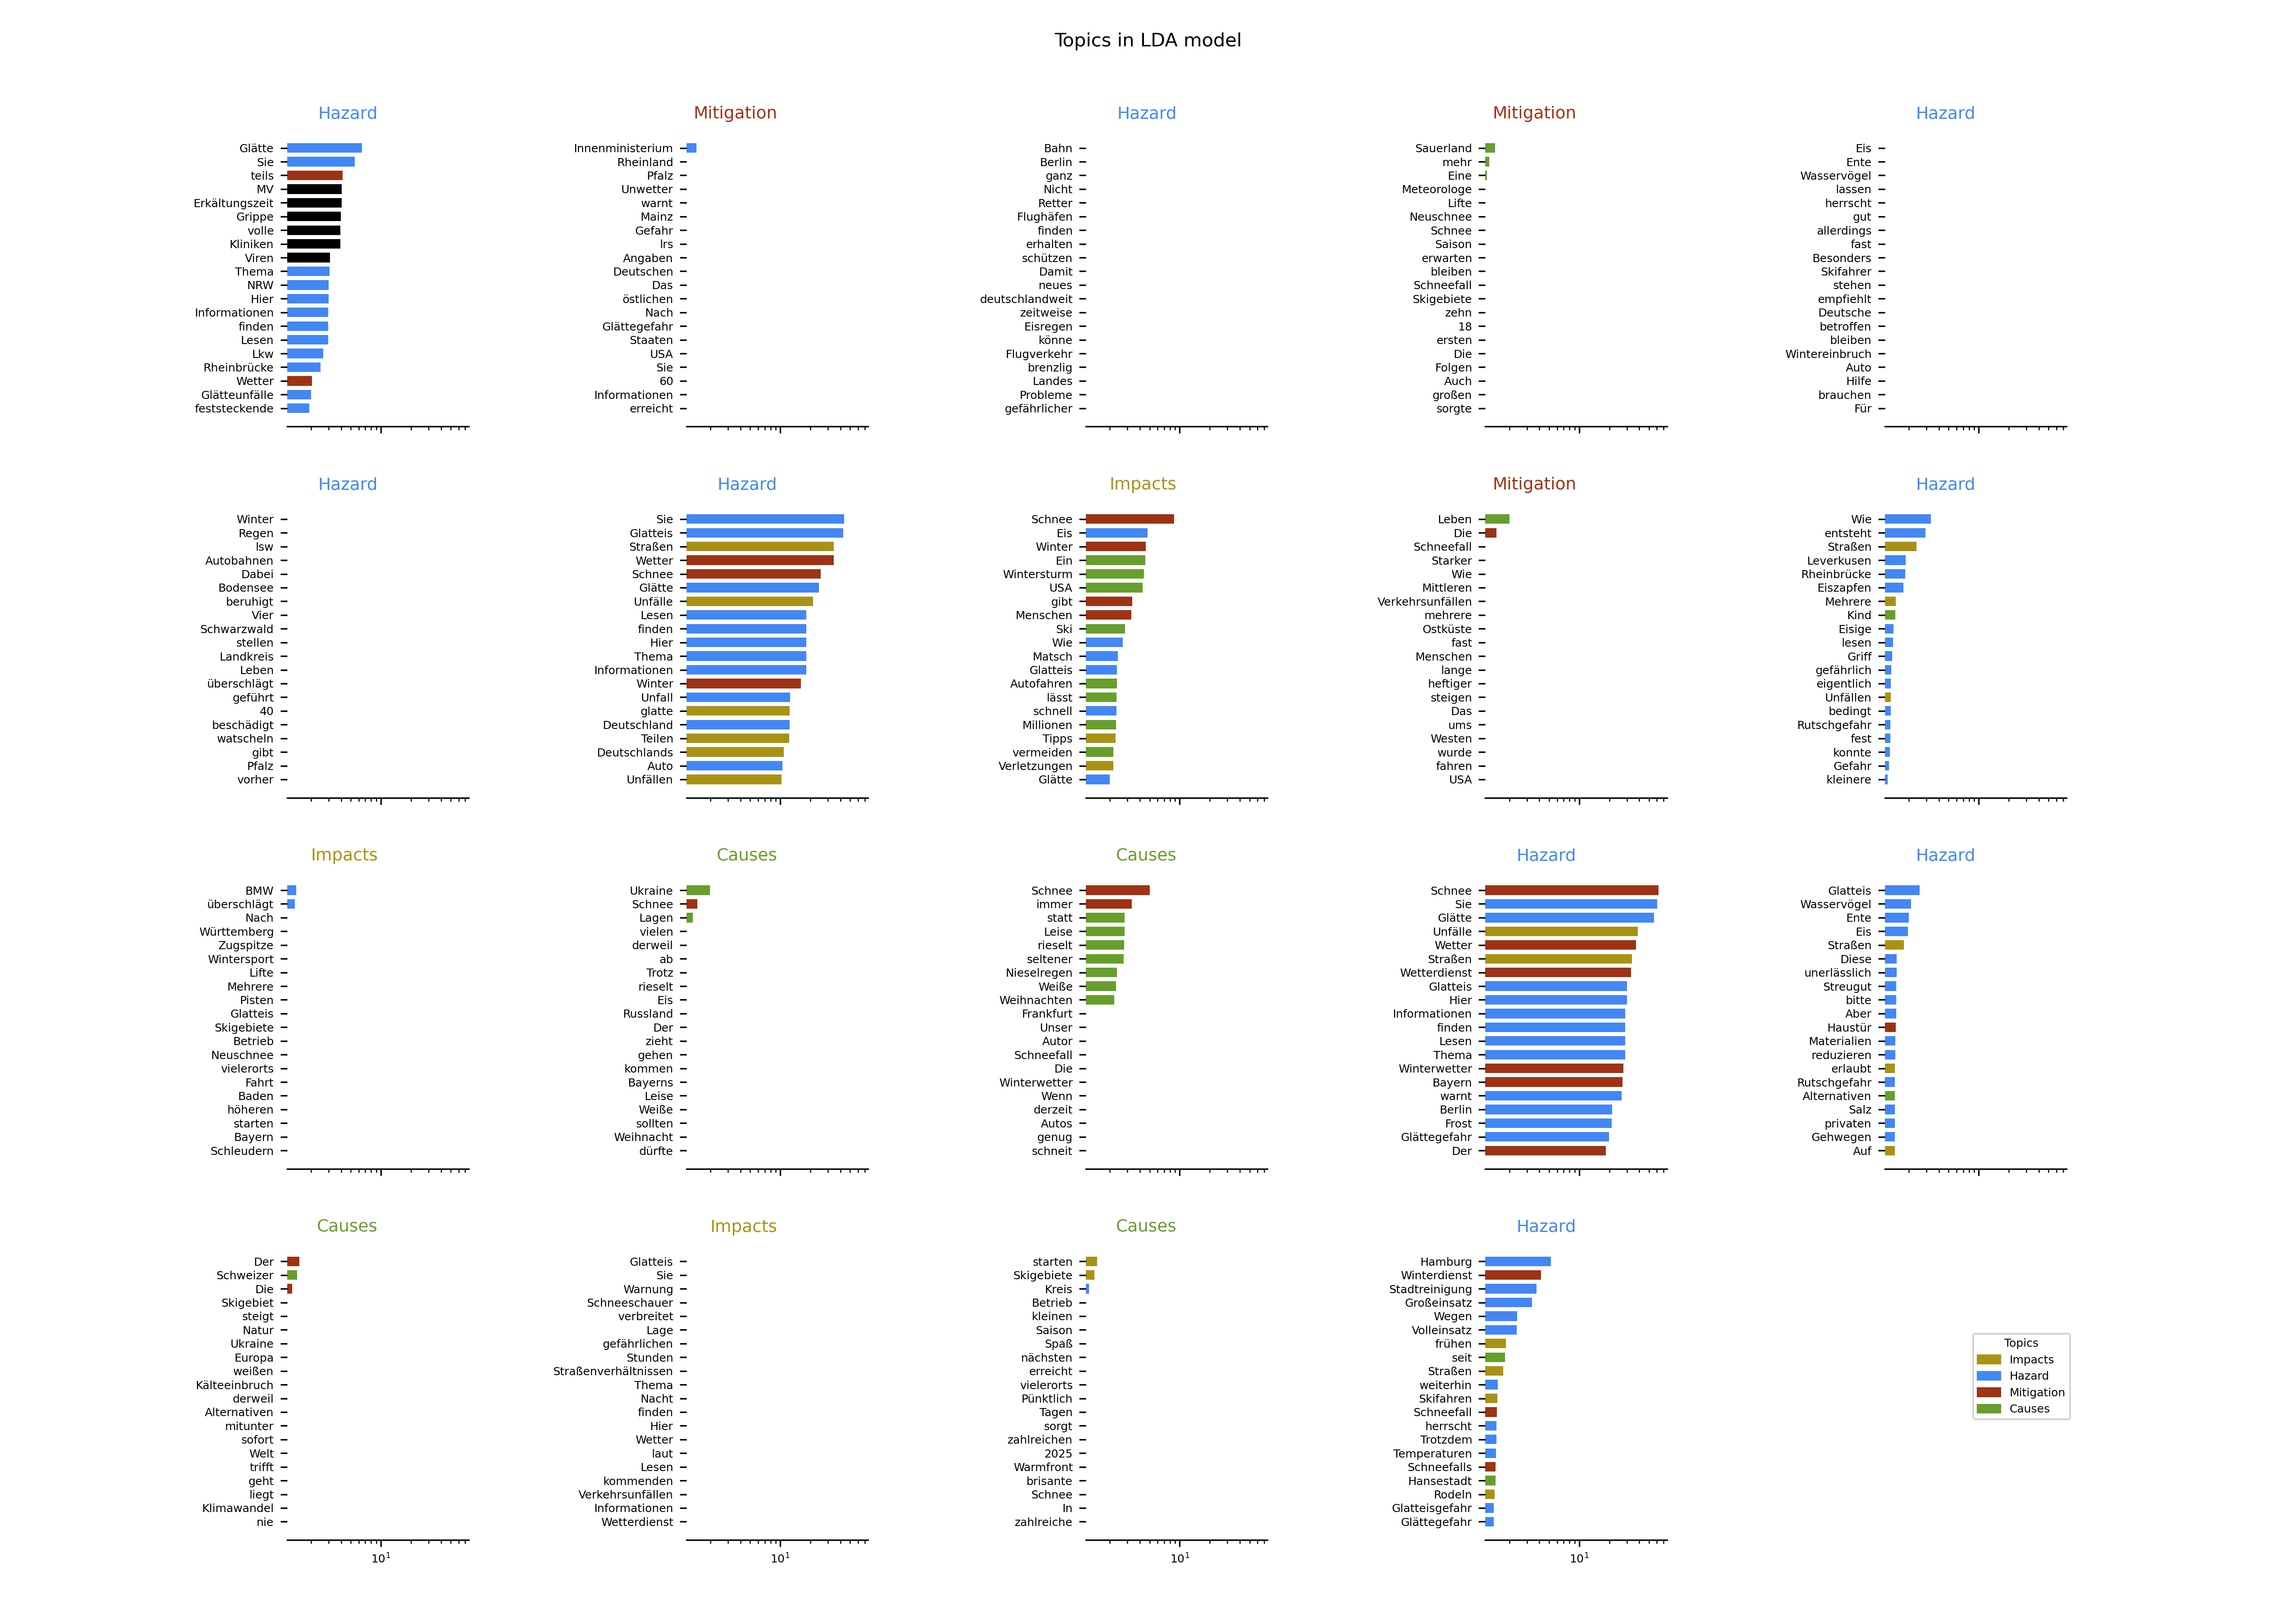 Topics in LDA model
Hazard
Glätte
Sie
teils
MV
Erkältungszeit
Grippe
volle
Kliniken
Viren
Thema
NRW
Hier
Informationen
finden
Lesen
Lkw
Rheinbrücke
Wetter
Glätteunfälle
feststeckende
Mitigation
Innenministerium
Rheinland
Pfalz
Unwetter
warnt
Mainz
Gefahr
lrs
Angaben
Deutschen
Das
östlichen
Nach
Glättegefahr
Staaten
USA
Sie
60
Informationen
erreicht
Hazard
Bahn
Berlin
ganz
Nicht
Retter
Flughäfen
finden
erhalten
schützen
Damit
neues
deutschlandweit
zeitweise
Eisregen
könne
Flugverkehr
brenzlig
Landes
Probleme
gefährlicher
Mitigation
Sauerland
mehr
Eine
Meteorologe
Lifte
Neuschnee
Schnee
Saison
erwarten
bleiben
Schneefall
Skigebiete
zehn
18
ersten
Die
Folgen
Auch
großen
sorgte
Hazard
Eis
Ente
Wasservögel
lassen
herrscht
gut
allerdings
fast
Besonders
Skifahrer
stehen
empfiehlt
Deutsche
betroffen
bleiben
Wintereinbruch
Auto
Hilfe
brauchen
Für
Hazard
Winter
Regen
lsw
Autobahnen
Dabei
Bodensee
beruhigt
Vier
Schwarzwald
stellen
Landkreis
Leben
überschlägt
geführt
40
beschädigt
watscheln
gibt
Pfalz
vorher
Hazard
Sie
Glatteis
Straßen
Wetter
Schnee
Glätte
Unfälle
Lesen
finden
Hier
Thema
Informationen
Winter
Unfall
glatte
Deutschland
Teilen
Deutschlands
Auto
Unfällen
Impacts
Schnee
Eis
Winter
Ein
Wintersturm
USA
gibt
Menschen
Ski
Wie
Matsch
Glatteis
Autofahren
lässt
schnell
Millionen
Tipps
vermeiden
Verletzungen
Glätte
Mitigation
Leben
Die
Schneefall
Starker
Wie
Mittleren
Verkehrsunfällen
mehrere
Ostküste
fast
Menschen
lange
heftiger
steigen
Das
ums
Westen
wurde
fahren
USA
Hazard
Wie
entsteht
Straßen
Leverkusen
Rheinbrücke
Eiszapfen
Mehrere
Kind
Eisige
lesen
Griff
gefährlich
eigentlich
Unfällen
bedingt
Rutschgefahr
fest
konnte
Gefahr
kleinere
Impacts
BMW
überschlägt
Nach
Württemberg
Zugspitze
Wintersport
Lifte
Mehrere
Pisten
Glatteis
Skigebiete
Betrieb
Neuschnee
vielerorts
Fahrt
Baden
höheren
starten
Bayern
Schleudern
Causes
Ukraine
Schnee
Lagen
vielen
derweil
ab
Trotz
rieselt
Eis
Russland
Der
zieht
gehen
kommen
Bayerns
Leise
Weiße
sollten
Weihnacht
dürfte
Causes
Schnee
immer
statt
Leise
rieselt
seltener
Nieselregen
Weiße
Weihnachten
Frankfurt
Unser
Autor
Schneefall
Die
Winterwetter
Wenn
derzeit
Autos
genug
schneit
Hazard
Schnee
Sie
Glätte
Unfälle
Wetter
Straßen
Wetterdienst
Glatteis
Hier
Informationen
finden
Lesen
Thema
Winterwetter
Bayern
warnt
Berlin
Frost
Glättegefahr
Der
Hazard
Glatteis
Wasservögel
Ente
Eis
Straßen
Diese
unerlässlich
Streugut
bitte
Aber
Haustür
Materialien
reduzieren
erlaubt
Rutschgefahr
Alternativen
Salz
privaten
Gehwegen
Auf
Causes
Der
Schweizer
Die
Skigebiet
steigt
Natur
Ukraine
Europa
weißen
Kälteeinbruch
derweil
Alternativen
mitunter
sofort
Welt
trifft
geht
liegt
Klimawandel
nie
10¹
Impacts
Glatteis
Sie
Warnung
Schneeschauer
verbreitet
Lage
gefährlichen
Stunden
Straßenverhältnissen
Thema
Nacht
finden
Hier
Wetter
laut
Lesen
kommenden
Verkehrsunfällen
Informationen
Wetterdienst
10¹
Causes
starten
Skigebiete
Kreis
Betrieb
kleinen
Saison
Spaß
nächsten
erreicht
vielerorts
Pünktlich
Tagen
sorgt
zahlreichen
2025
Warmfront
brisante
Schnee
In
zahlreiche
10¹
Hazard
Hamburg
Winterdienst
Stadtreinigung
Großeinsatz
Wegen
Volleinsatz
frühen
seit
Straßen
weiterhin
Skifahren
Schneefall
herrscht
Trotzdem
Temperaturen
Schneefalls
Hansestadt
Rodeln
Glatteisgefahr
Glättegefahr
10¹
Topics
Impacts
Hazard
Mitigation
Causes